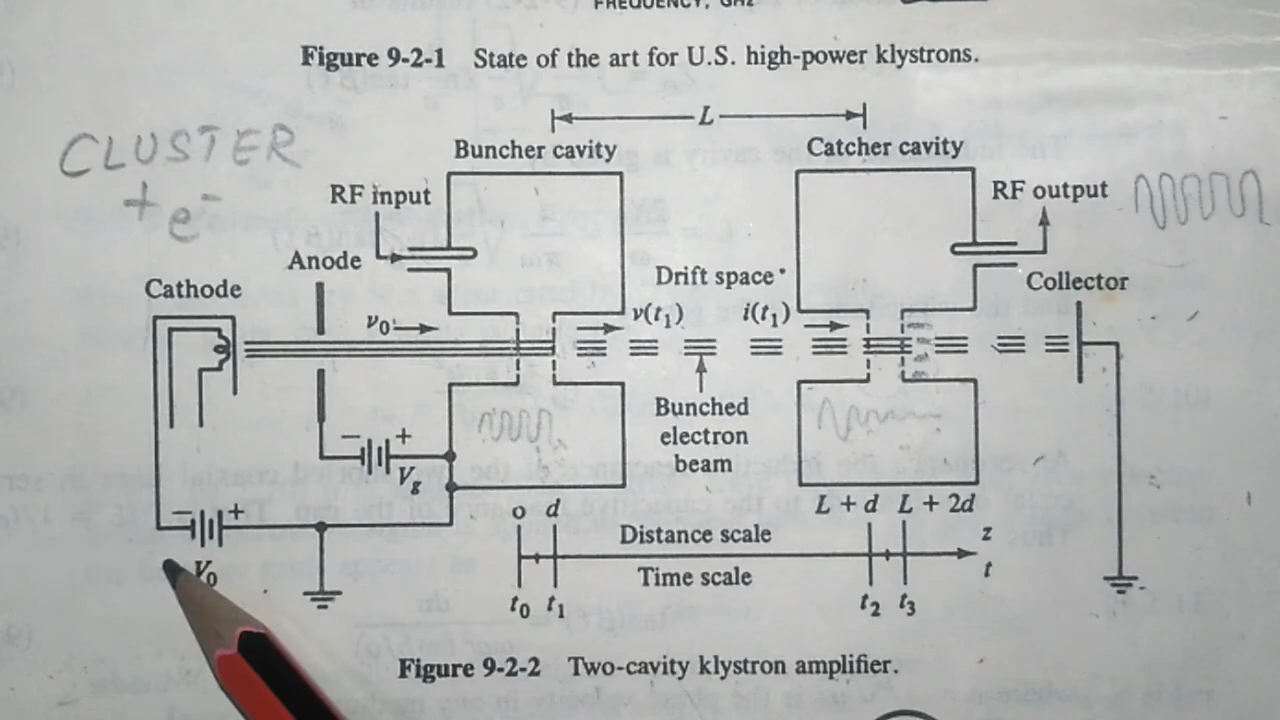 FREQUENCY, GHz
Figure 9-2-1 State of the art for U.S. high-power klystrons.
L
CLUSTER
+ e⁻
Buncher cavity
Catcher cavity
RF input
RF output
Anode
Drift space
Collector
Cathode
v₀
v(t₁)
i(t₁)
Bunched
electron
beam
− +
V_g
− +
V₀
o d
L + d L + 2d
Distance scale
z
Time scale
t
t₀ t₁
t₂ t₃
Figure 9-2-2 Two-cavity klystron amplifier.